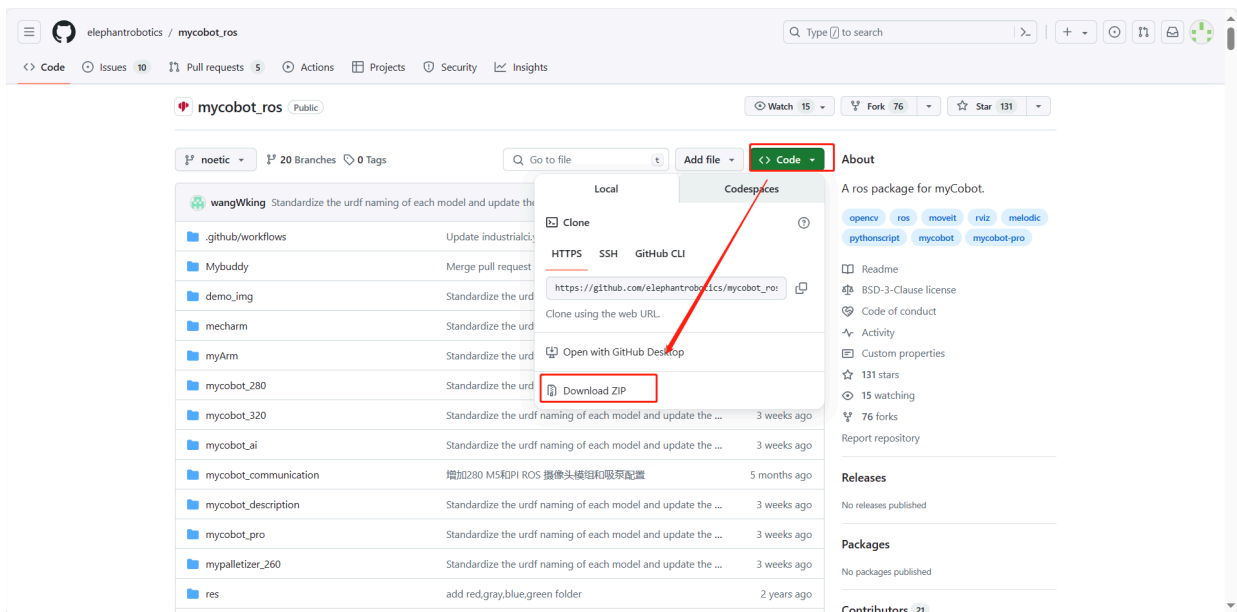 elephantrobotics / mycobot_ros
Type / to search
Code Issues 10 Pull requests 5 Actions Projects Security Insights
mycobot_ros Public
Watch 15 Fork 76 Star 131
noetic 20 Branches 0 Tags Go to file t Add file Code
About
A ros package for myCobot.
opencv ros moveit rviz melodic
pythonscript mycobot mycobot-pro
Readme
BSD-3-Clause license
Code of conduct
Activity
Custom properties
131 stars
15 watching
76 forks
Report repository
Releases
No releases published
Packages
No packages published
Contributors 21
Local Codespaces
Clone
HTTPS SSH GitHub CLI
https://github.com/elephantrobotics/mycobot_ros
Clone using the web URL.
Open with GitHub Desktop
Download ZIP
wangWking Standardize the urdf naming of each model and update the
.github/workflows Update industrialci.y
Mybuddy Merge pull request
demo_img Standardize the urd
mecharm Standardize the urd
myArm Standardize the urd
mycobot_280 Standardize the urd
mycobot_320 Standardize the urdf naming of each model and update the ... 3 weeks ago
mycobot_ai Standardize the urdf naming of each model and update the ... 3 weeks ago
mycobot_communication 增加280 M5和PI ROS 摄像头模组和吸泵配置 5 months ago
mycobot_description Standardize the urdf naming of each model and update the ... 3 weeks ago
mycobot_pro Standardize the urdf naming of each model and update the ... 3 weeks ago
mypalletizer_260 Standardize the urdf naming of each model and update the ... 3 weeks ago
res add red,gray,blue,green folder 2 years ago